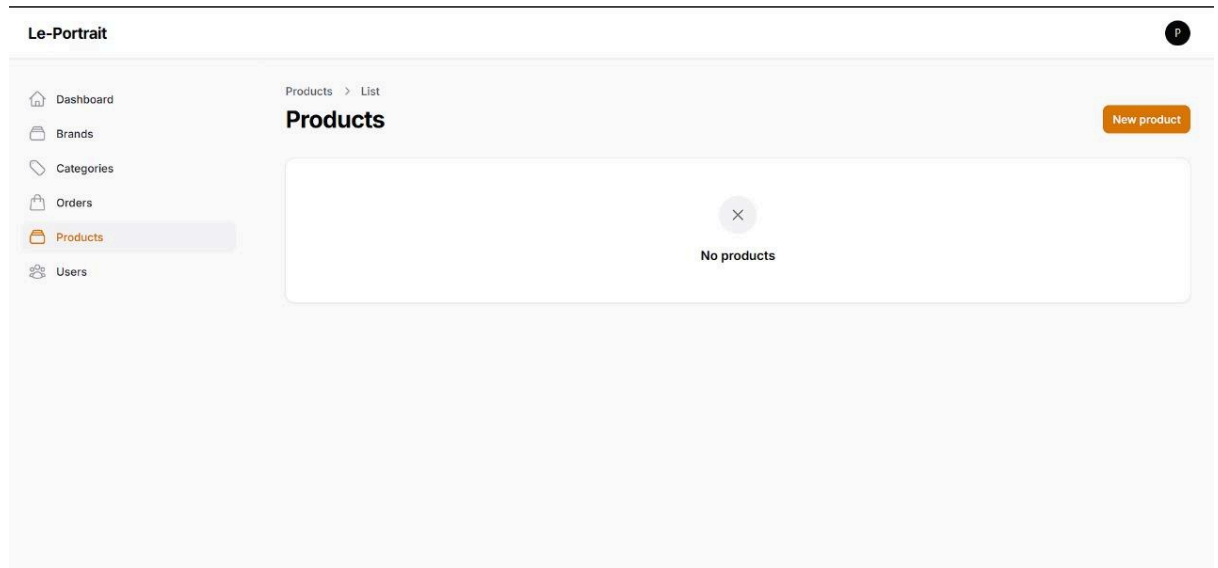 Le-Portrait
P
Dashboard
Brands
Categories
Orders
Products
Users
Products > List
Products
New product
No products